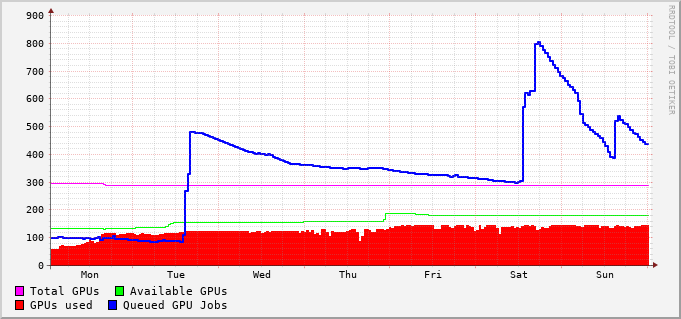 900
800
700
600
500
400
300
200
100
0
Mon Tue Wed Thu Fri Sat Sun
Total GPUs Available GPUs
GPUs used Queued GPU Jobs
RRDTOOL / TOBI OETIKER